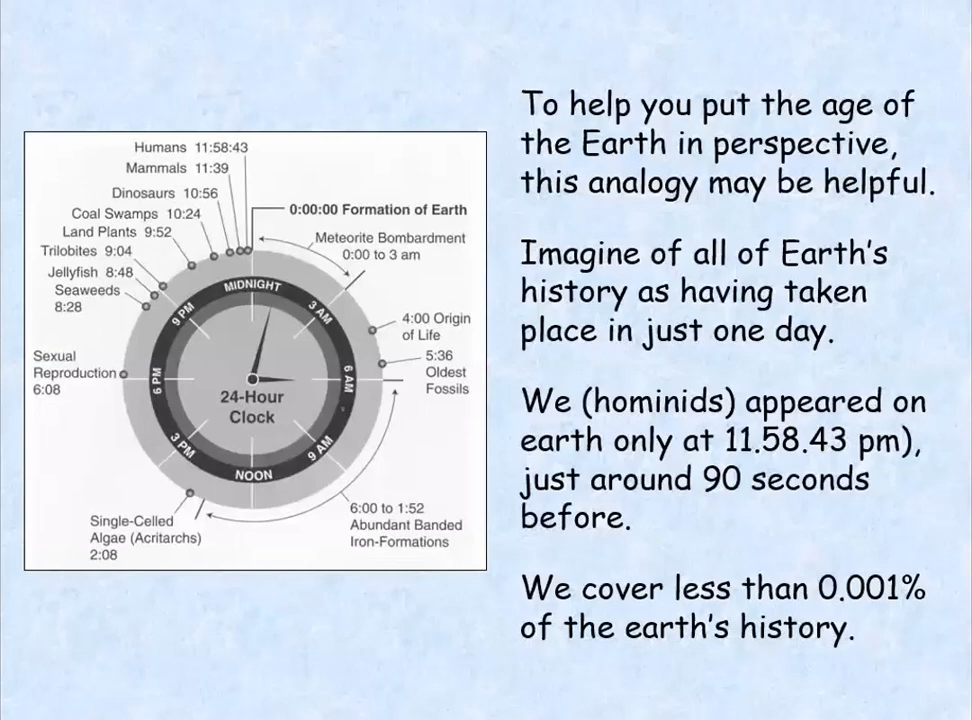 Humans 11:58:43
Mammals 11:39
Dinosaurs 10:56
Coal Swamps 10:24
Land Plants 9:52
Trilobites 9:04
Jellyfish 8:48
Seaweeds
8:28
Sexual
Reproduction
6:08
Single-Celled
Algae (Acritarchs)
2:08
0:00:00 Formation of Earth
Meteorite Bombardment
0:00 to 3 am
4:00 Origin
of Life
5:36
Oldest
Fossils
6:00 to 1:52
Abundant Banded
Iron-Formations
MIDNIGHT
3 AM
6 AM
9 AM
NOON
3 PM
6 PM
9 PM
24-Hour
Clock
To help you put the age of
the Earth in perspective,
this analogy may be helpful.
Imagine of all of Earth's
history as having taken
place in just one day.
We (hominids) appeared on
earth only at 11.58.43 pm),
just around 90 seconds
before.
We cover less than 0.001%
of the earth's history.